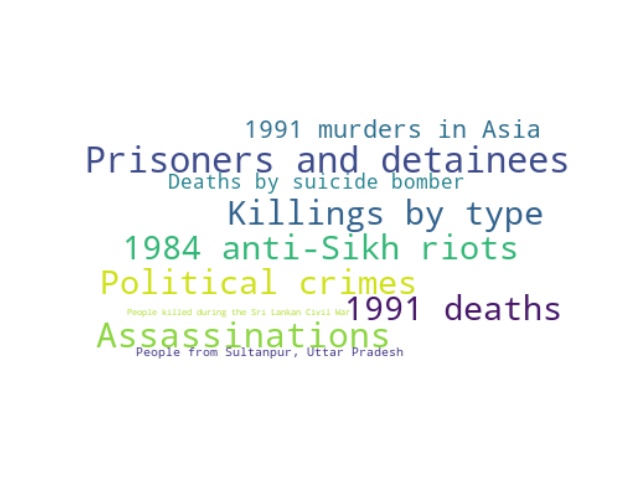 1991 murders in Asia
Prisoners and detainees
Deaths by suicide bomber
Killings by type
1984 anti-Sikh riots
Political crimes
1991 deaths
People killed during the Sri Lankan Civil War
Assassinations
People from Sultanpur, Uttar Pradesh